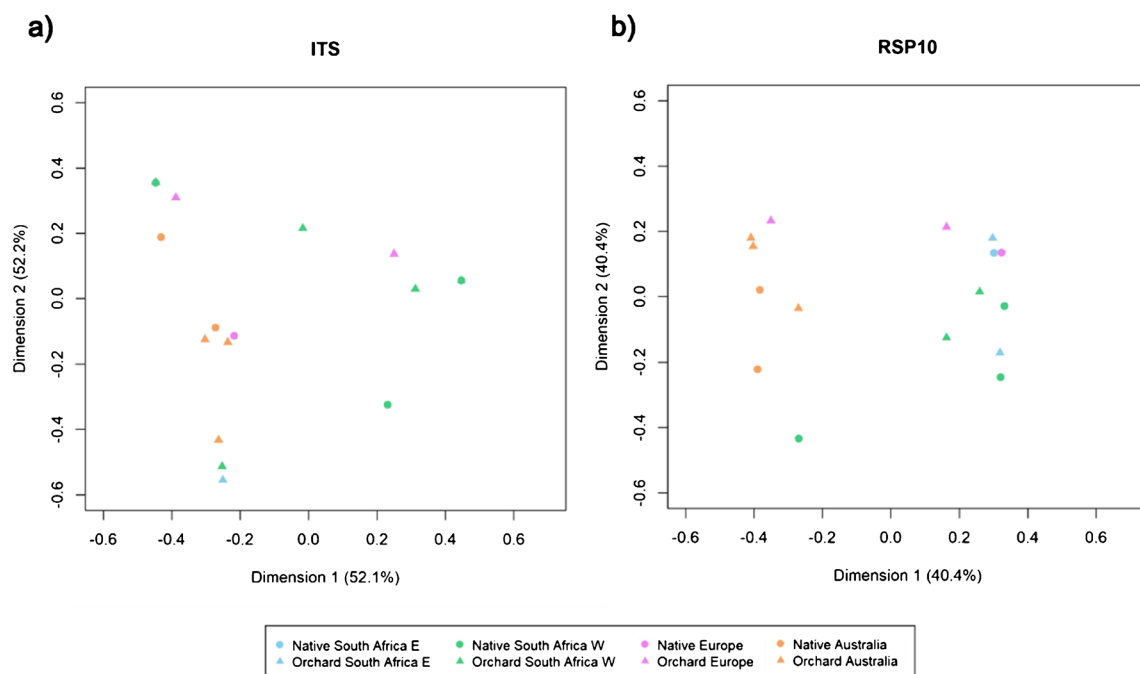 a)
ITS
0.6
0.4
0.2
0.0
-0.2
-0.4
-0.6
Dimension 2 (52.2%)
-0.6 -0.4 -0.2 0.0 0.2 0.4 0.6
Dimension 1 (52.1%)
b)
RSP10
0.6
0.4
0.2
0.0
-0.2
-0.4
-0.6
Dimension 2 (40.4%)
-0.6 -0.4 -0.2 0.0 0.2 0.4 0.6
Dimension 1 (40.4%)
Native South Africa E Native South Africa W Native Europe Native Australia
Orchard South Africa E Orchard South Africa W Orchard Europe Orchard Australia